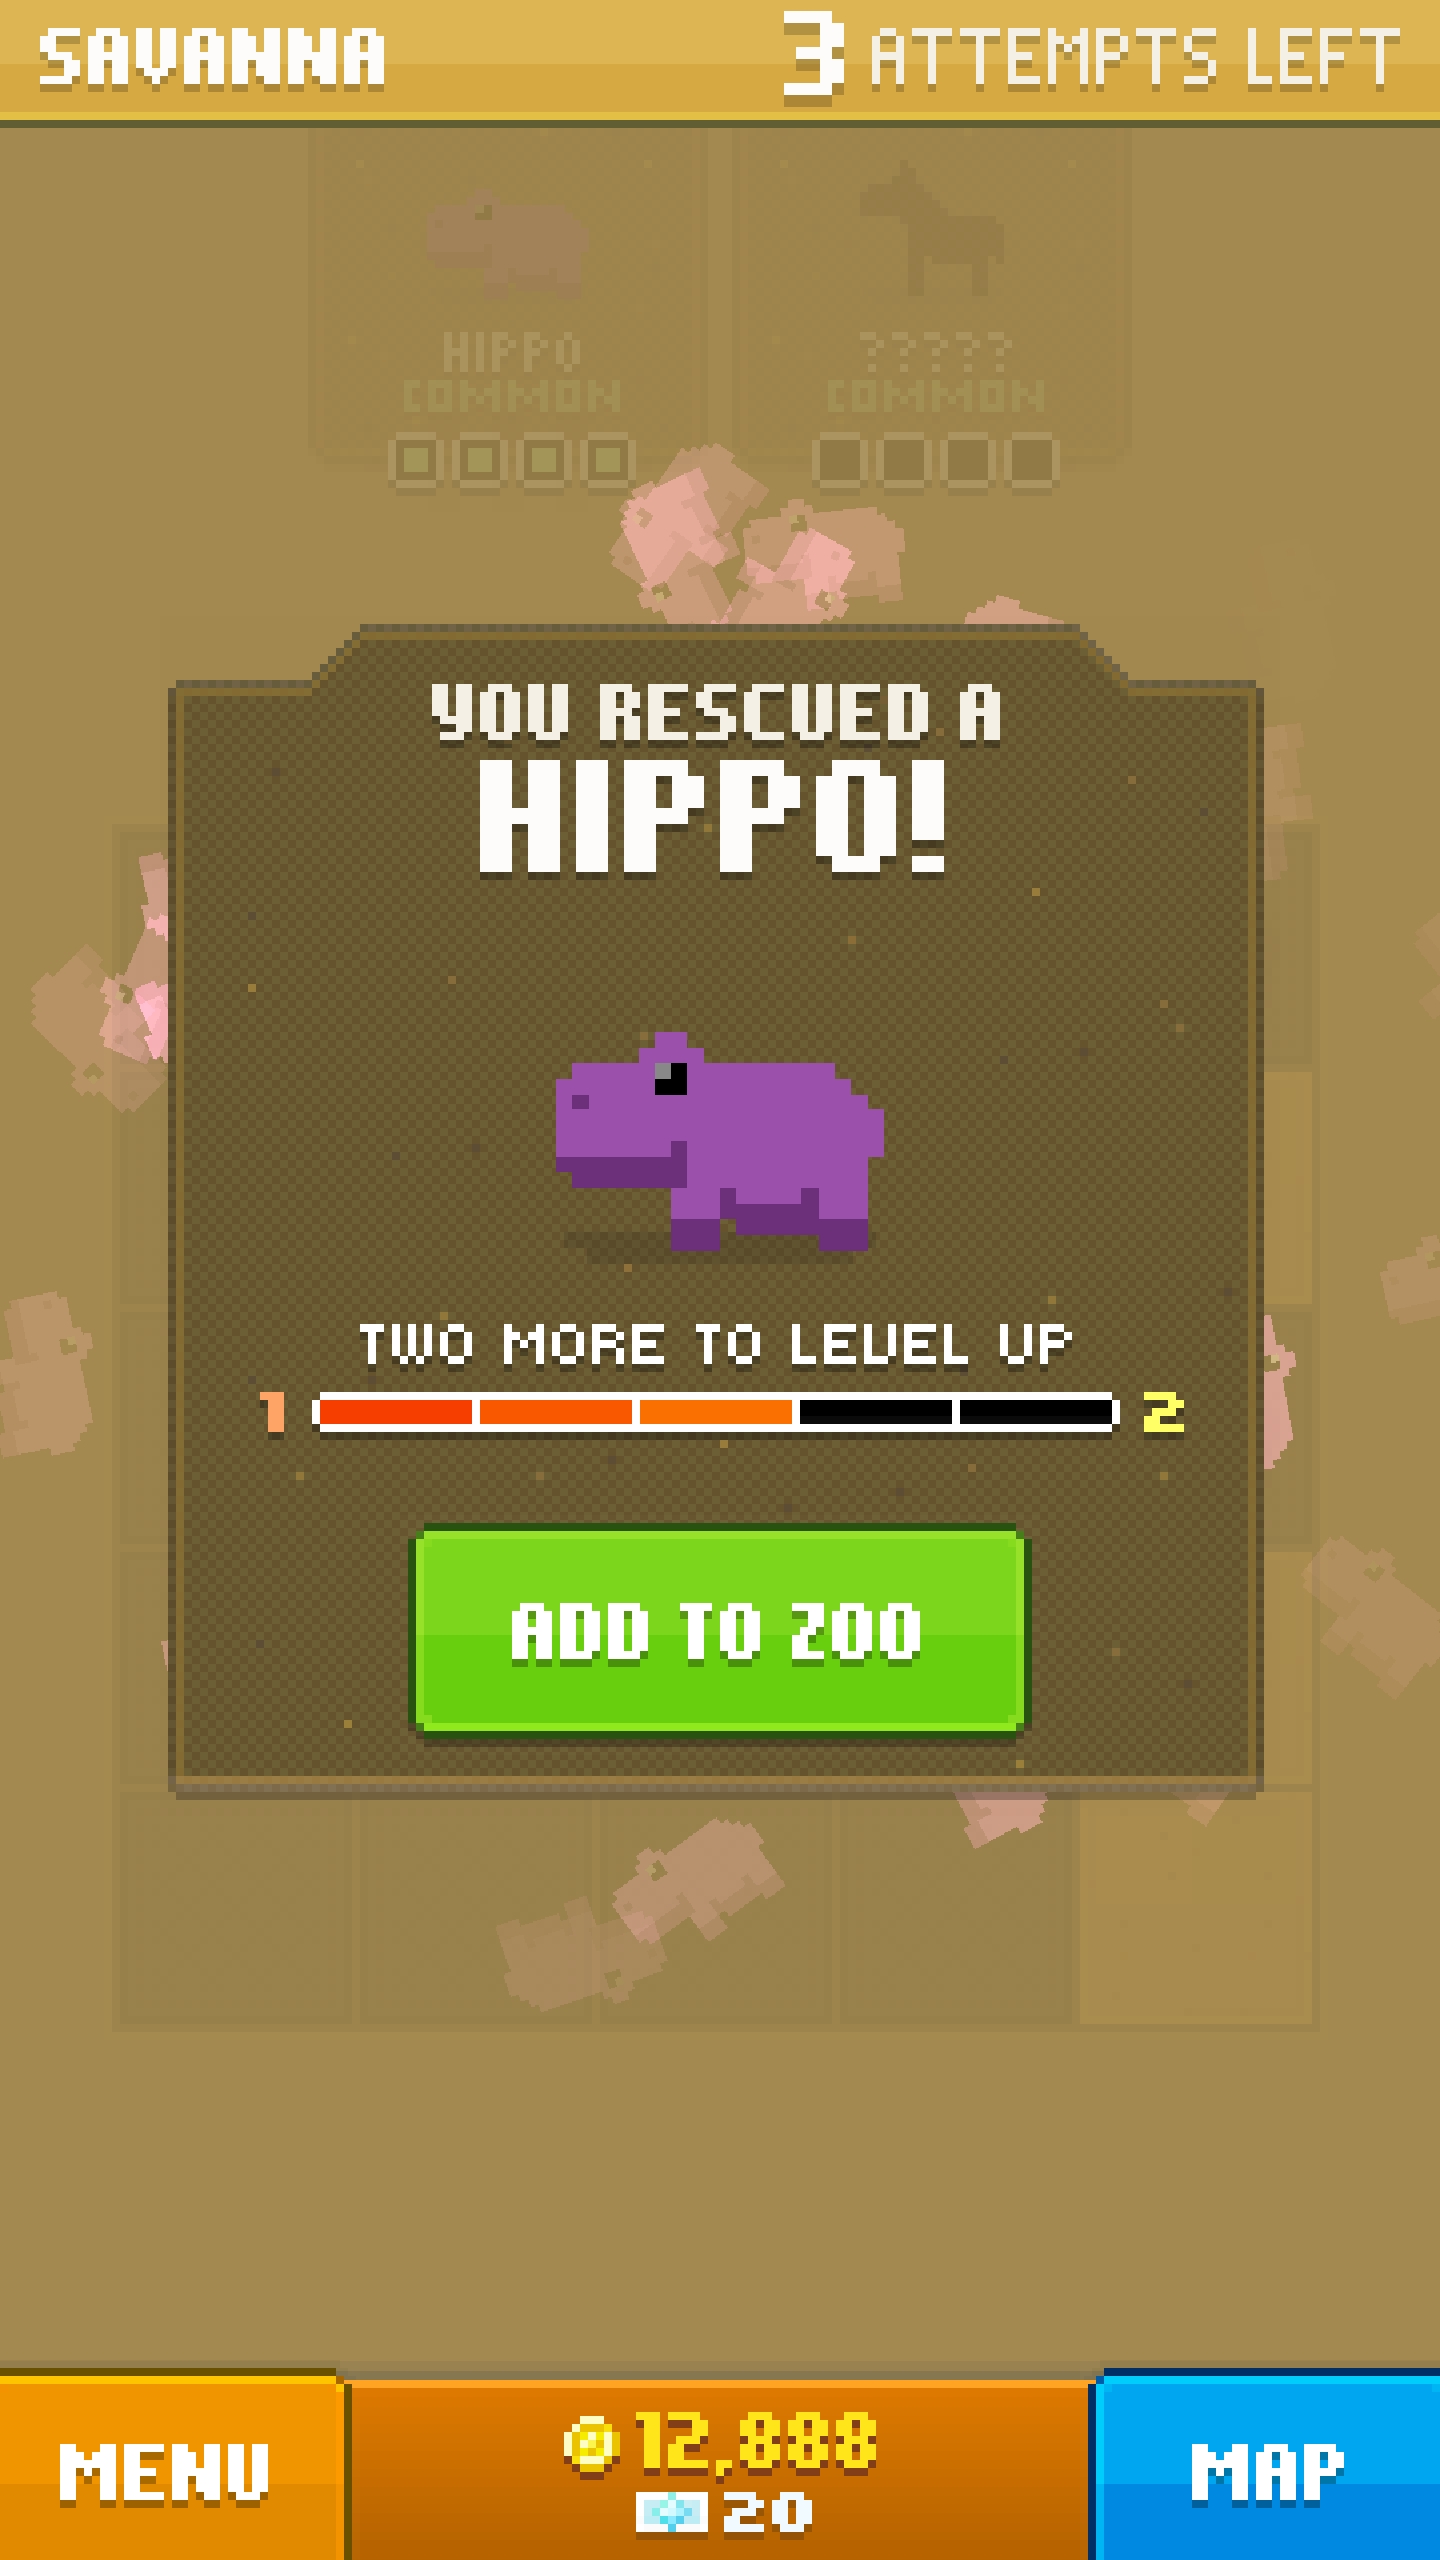 SAVANNA
3 ATTEMPTS LEFT
HIPPO
?????
COMMON
COMMON
YOU RESCUED A
HIPPO!
TWO MORE TO LEVEL UP
1
2
ADD TO ZOO
MENU
12,888
20
MAP